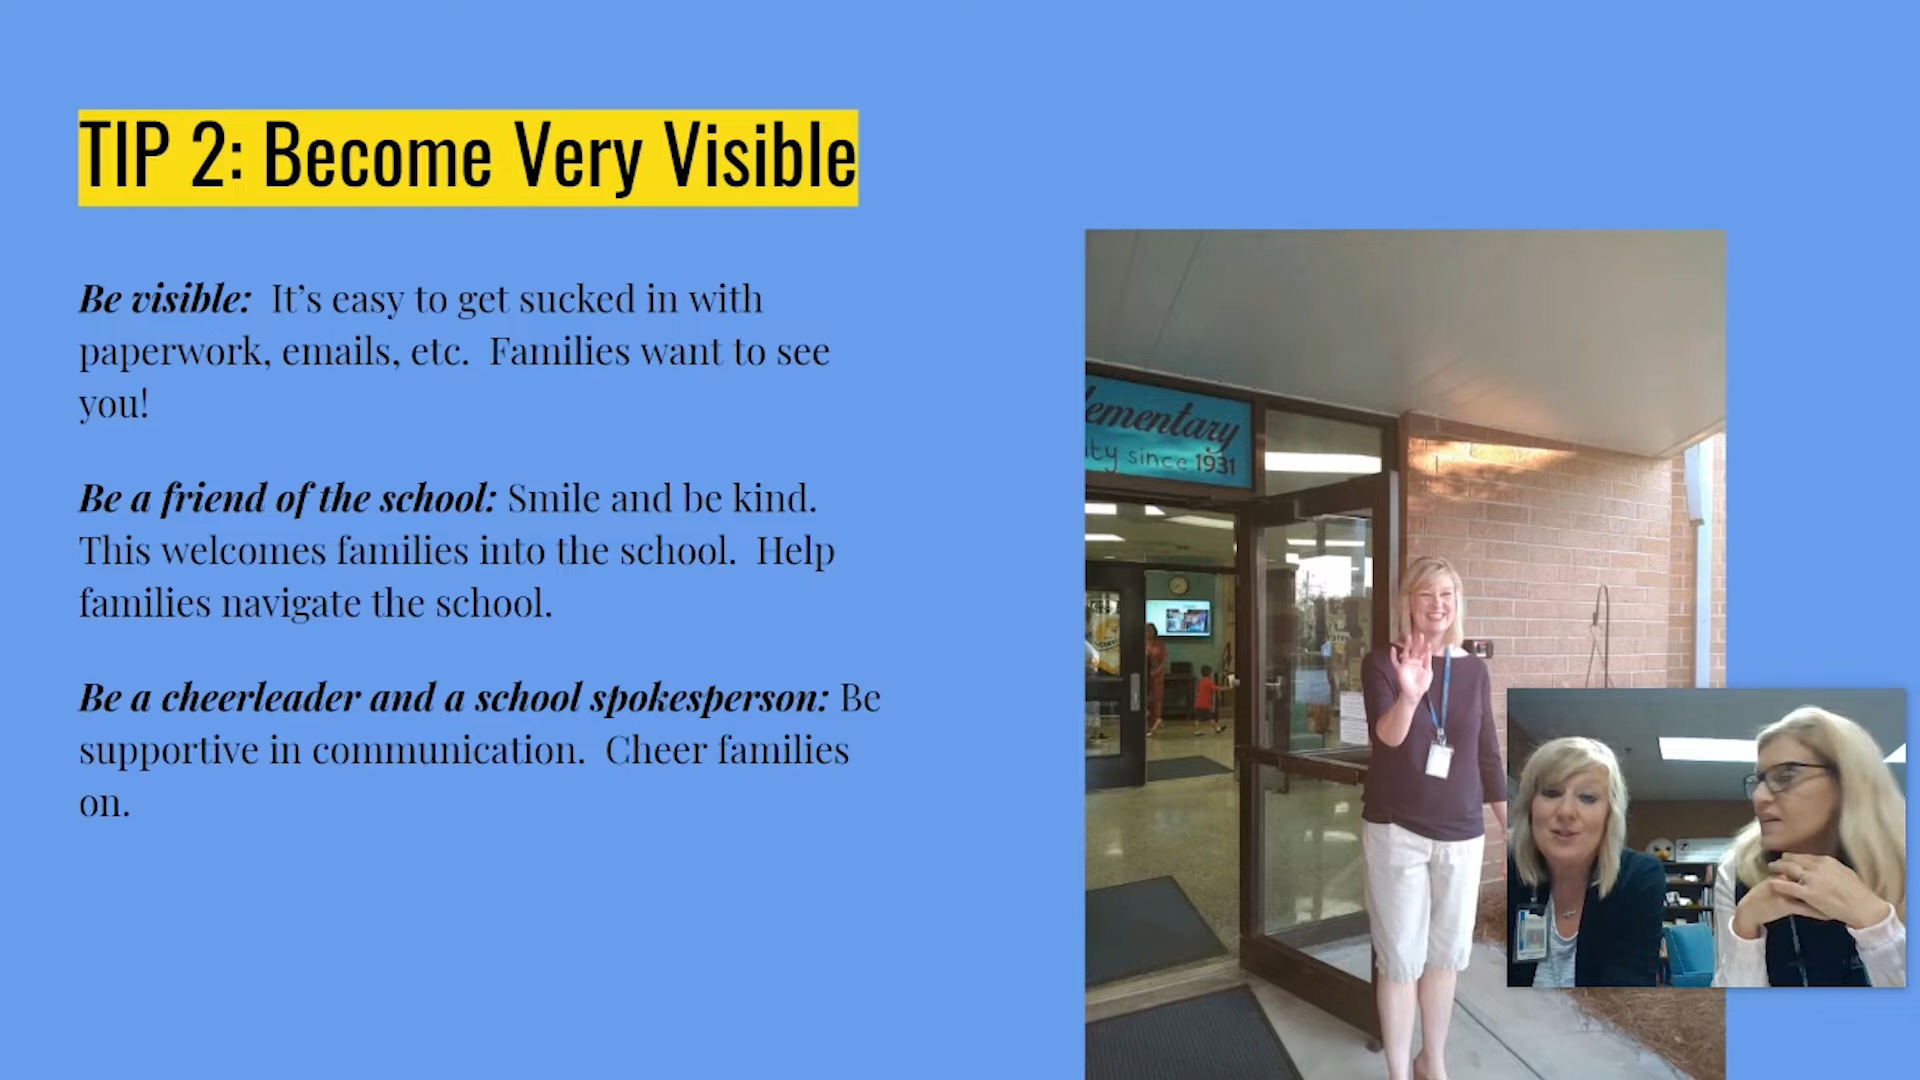 TIP 2: Become Very Visible
Be visible: It’s easy to get sucked in with
paperwork, emails, etc. Families want to see
you!
Be a friend of the school: Smile and be kind.
This welcomes families into the school. Help
families navigate the school.
Be a cheerleader and a school spokesperson: Be
supportive in communication. Cheer families
on.
lementary
ity since 1931